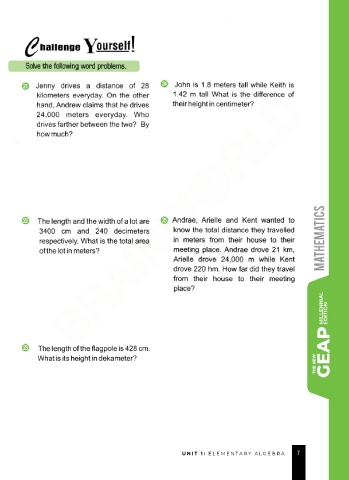 Challenge Yourself!
Solve the following word problems.
21 Jenny drives a distance of 28
kilometers everyday. On the other
hand, Andrew claims that he drives
24,000 meters everyday. Who
drives farther between the two? By
how much?
22 The length and the width of a lot are
3400 cm and 240 decimeters
respectively. What is the total area
of the lot in meters?
23 The length of the flagpole is 428 cm.
What is its height in dekameter?
John is 1.8 meters tall while Keith is
1.42 m tall What is the difference of
their height in centimeter?
Andrae, Arielle and Kent wanted to
know the total distance they travelled
in meters from their house to their
meeting place. Andrae drove 21 km,
Arielle drove 24,000 m while Kent
drove 220 hm. How far did they travel
from their house to their meeting
place?
MATHEMATICS
THE NEW
GEAP
MILLENNIAL
EDITION
UNIT 1: ELEMENTARY ALGEBRA 7